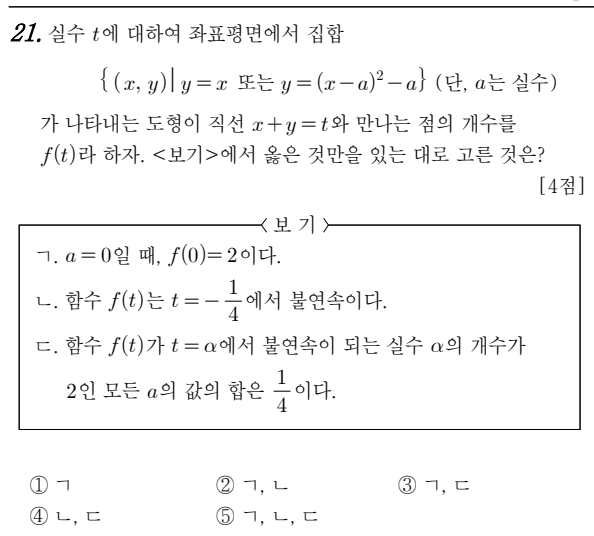 21. 실수 t에 대하여 좌표평면에서 집합
{(x, y)| y=x 또는 y=(x-a)²-a} (단, a는 실수)
가 나타내는 도형이 직선 x+y=t와 만나는 점의 개수를
f(t)라 하자. <보기>에서 옳은 것만을 있는 대로 고른 것은?
[4점]
<보 기>
ㄱ. a=0일 때, f(0)=2이다.
ㄴ. 함수 f(t)는 t=-1/4에서 불연속이다.
ㄷ. 함수 f(t)가 t=α에서 불연속이 되는 실수 α의 개수가
2인 모든 a의 값의 합은 1/4이다.
① ㄱ ② ㄱ, ㄴ ③ ㄱ, ㄷ
④ ㄴ, ㄷ ⑤ ㄱ, ㄴ, ㄷ